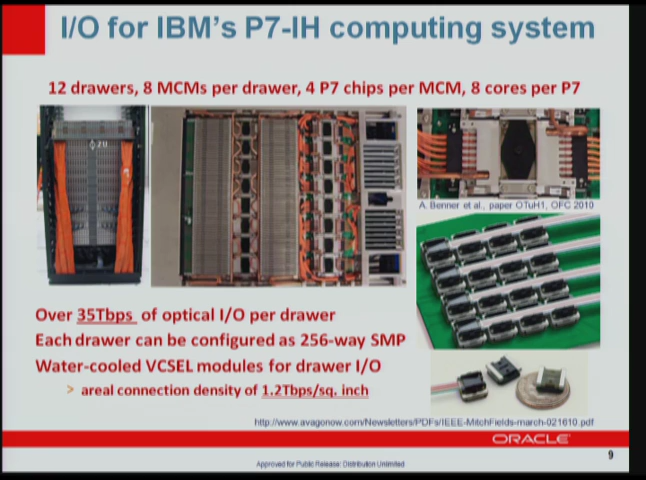 I/O for IBM's P7-IH computing system
12 drawers, 8 MCMs per drawer, 4 P7 chips per MCM, 8 cores per P7
A. Benner et al., paper OTuH1, OFC 2010
Over 35Tbps of optical I/O per drawer
Each drawer can be configured as 256-way SMP
Water-cooled VCSEL modules for drawer I/O
> areal connection density of 1.2Tbps/sq. inch
http://www.avagonow.com/Newsletters/PDFs/IEEE-MitchFields-march-021610.pdf
ORACLE
9
Approved for Public Release: Distribution Unlimited